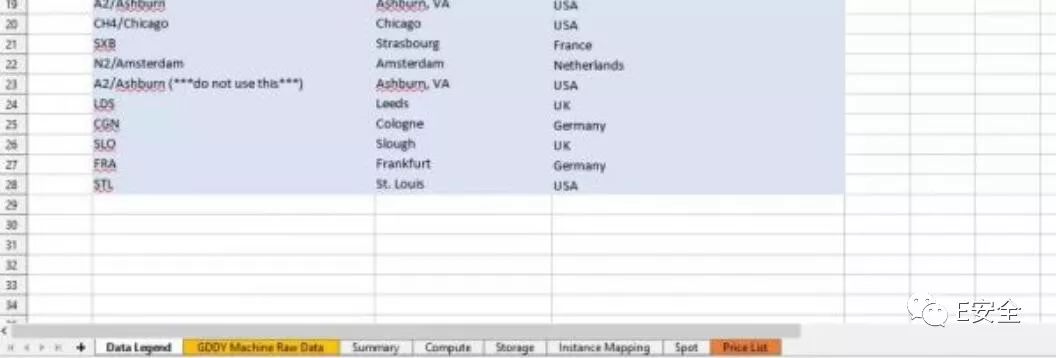 19 A2/Ashburn Ashburn, VA USA
20 CH4/Chicago Chicago USA
21 SXB Strasbourg France
22 N2/Amsterdam Amsterdam Netherlands
23 A2/Ashburn (***do not use this***) Ashburn, VA USA
24 LDS Leeds UK
25 CGN Cologne Germany
26 SLO Slough UK
27 FRA Frankfurt Germany
28 STL St. Louis USA
29
30
31
32
33
34
E安全
Data Legend GDDY Machine Raw Data Summary Compute Storage Instance Mapping Spot Price List